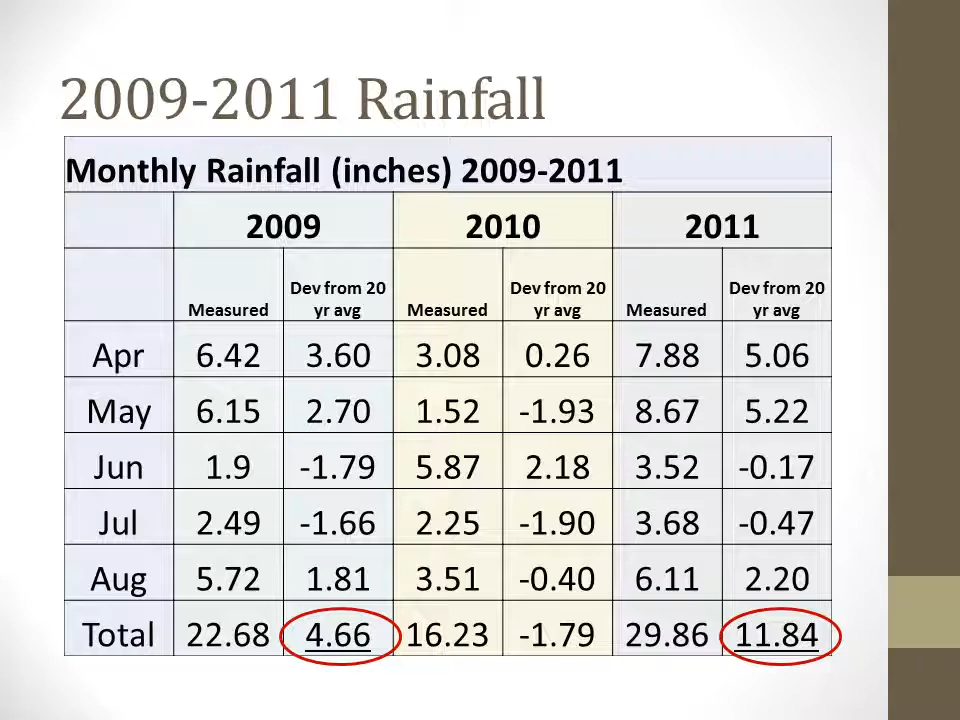 2009-2011 Rainfall
Monthly Rainfall (inches) 2009-2011
2009 2010 2011
Measured Dev from 20 yr avg Measured Dev from 20 yr avg Measured Dev from 20 yr avg
Apr 6.42 3.60 3.08 0.26 7.88 5.06
May 6.15 2.70 1.52 -1.93 8.67 5.22
Jun 1.9 -1.79 5.87 2.18 3.52 -0.17
Jul 2.49 -1.66 2.25 -1.90 3.68 -0.47
Aug 5.72 1.81 3.51 -0.40 6.11 2.20
Total 22.68 4.66 16.23 -1.79 29.86 11.84